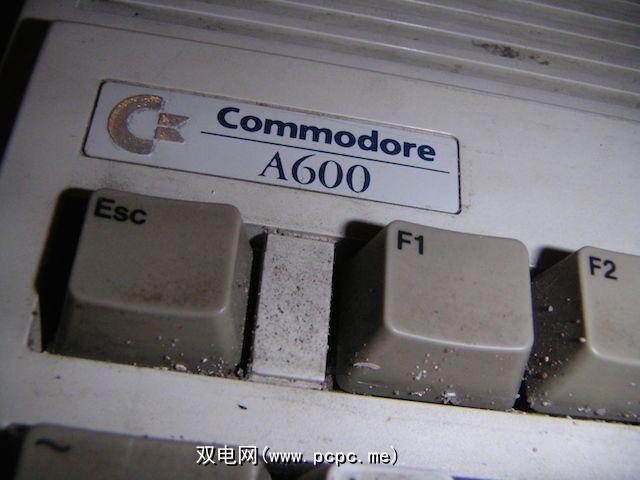 Commodore
A600
Esc
F1
F2
~
双电网(www.pcpc.me)